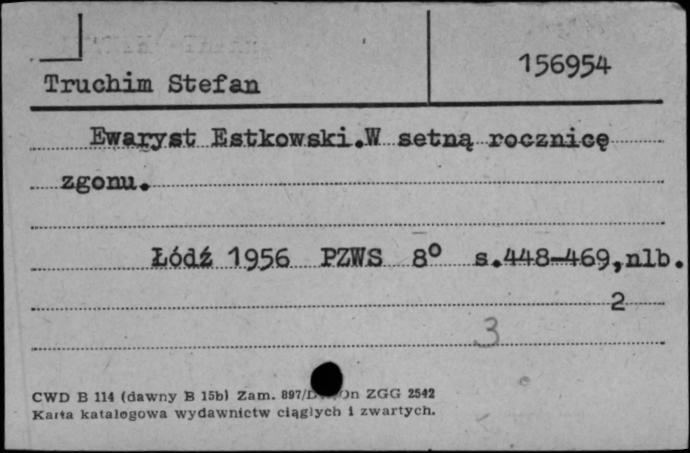 156954
Truchim Stefan
Ewaryst Estkowski.W setną rocznicę
zgonu.
Łódź 1956 PZWS 8° s.448-469,nlb.
2
3
CWD B 114 (dawny B 15b) Zam. 897/ ZGG 2542
Karta katalogowa wydawnictw ciągłych i zwartych.